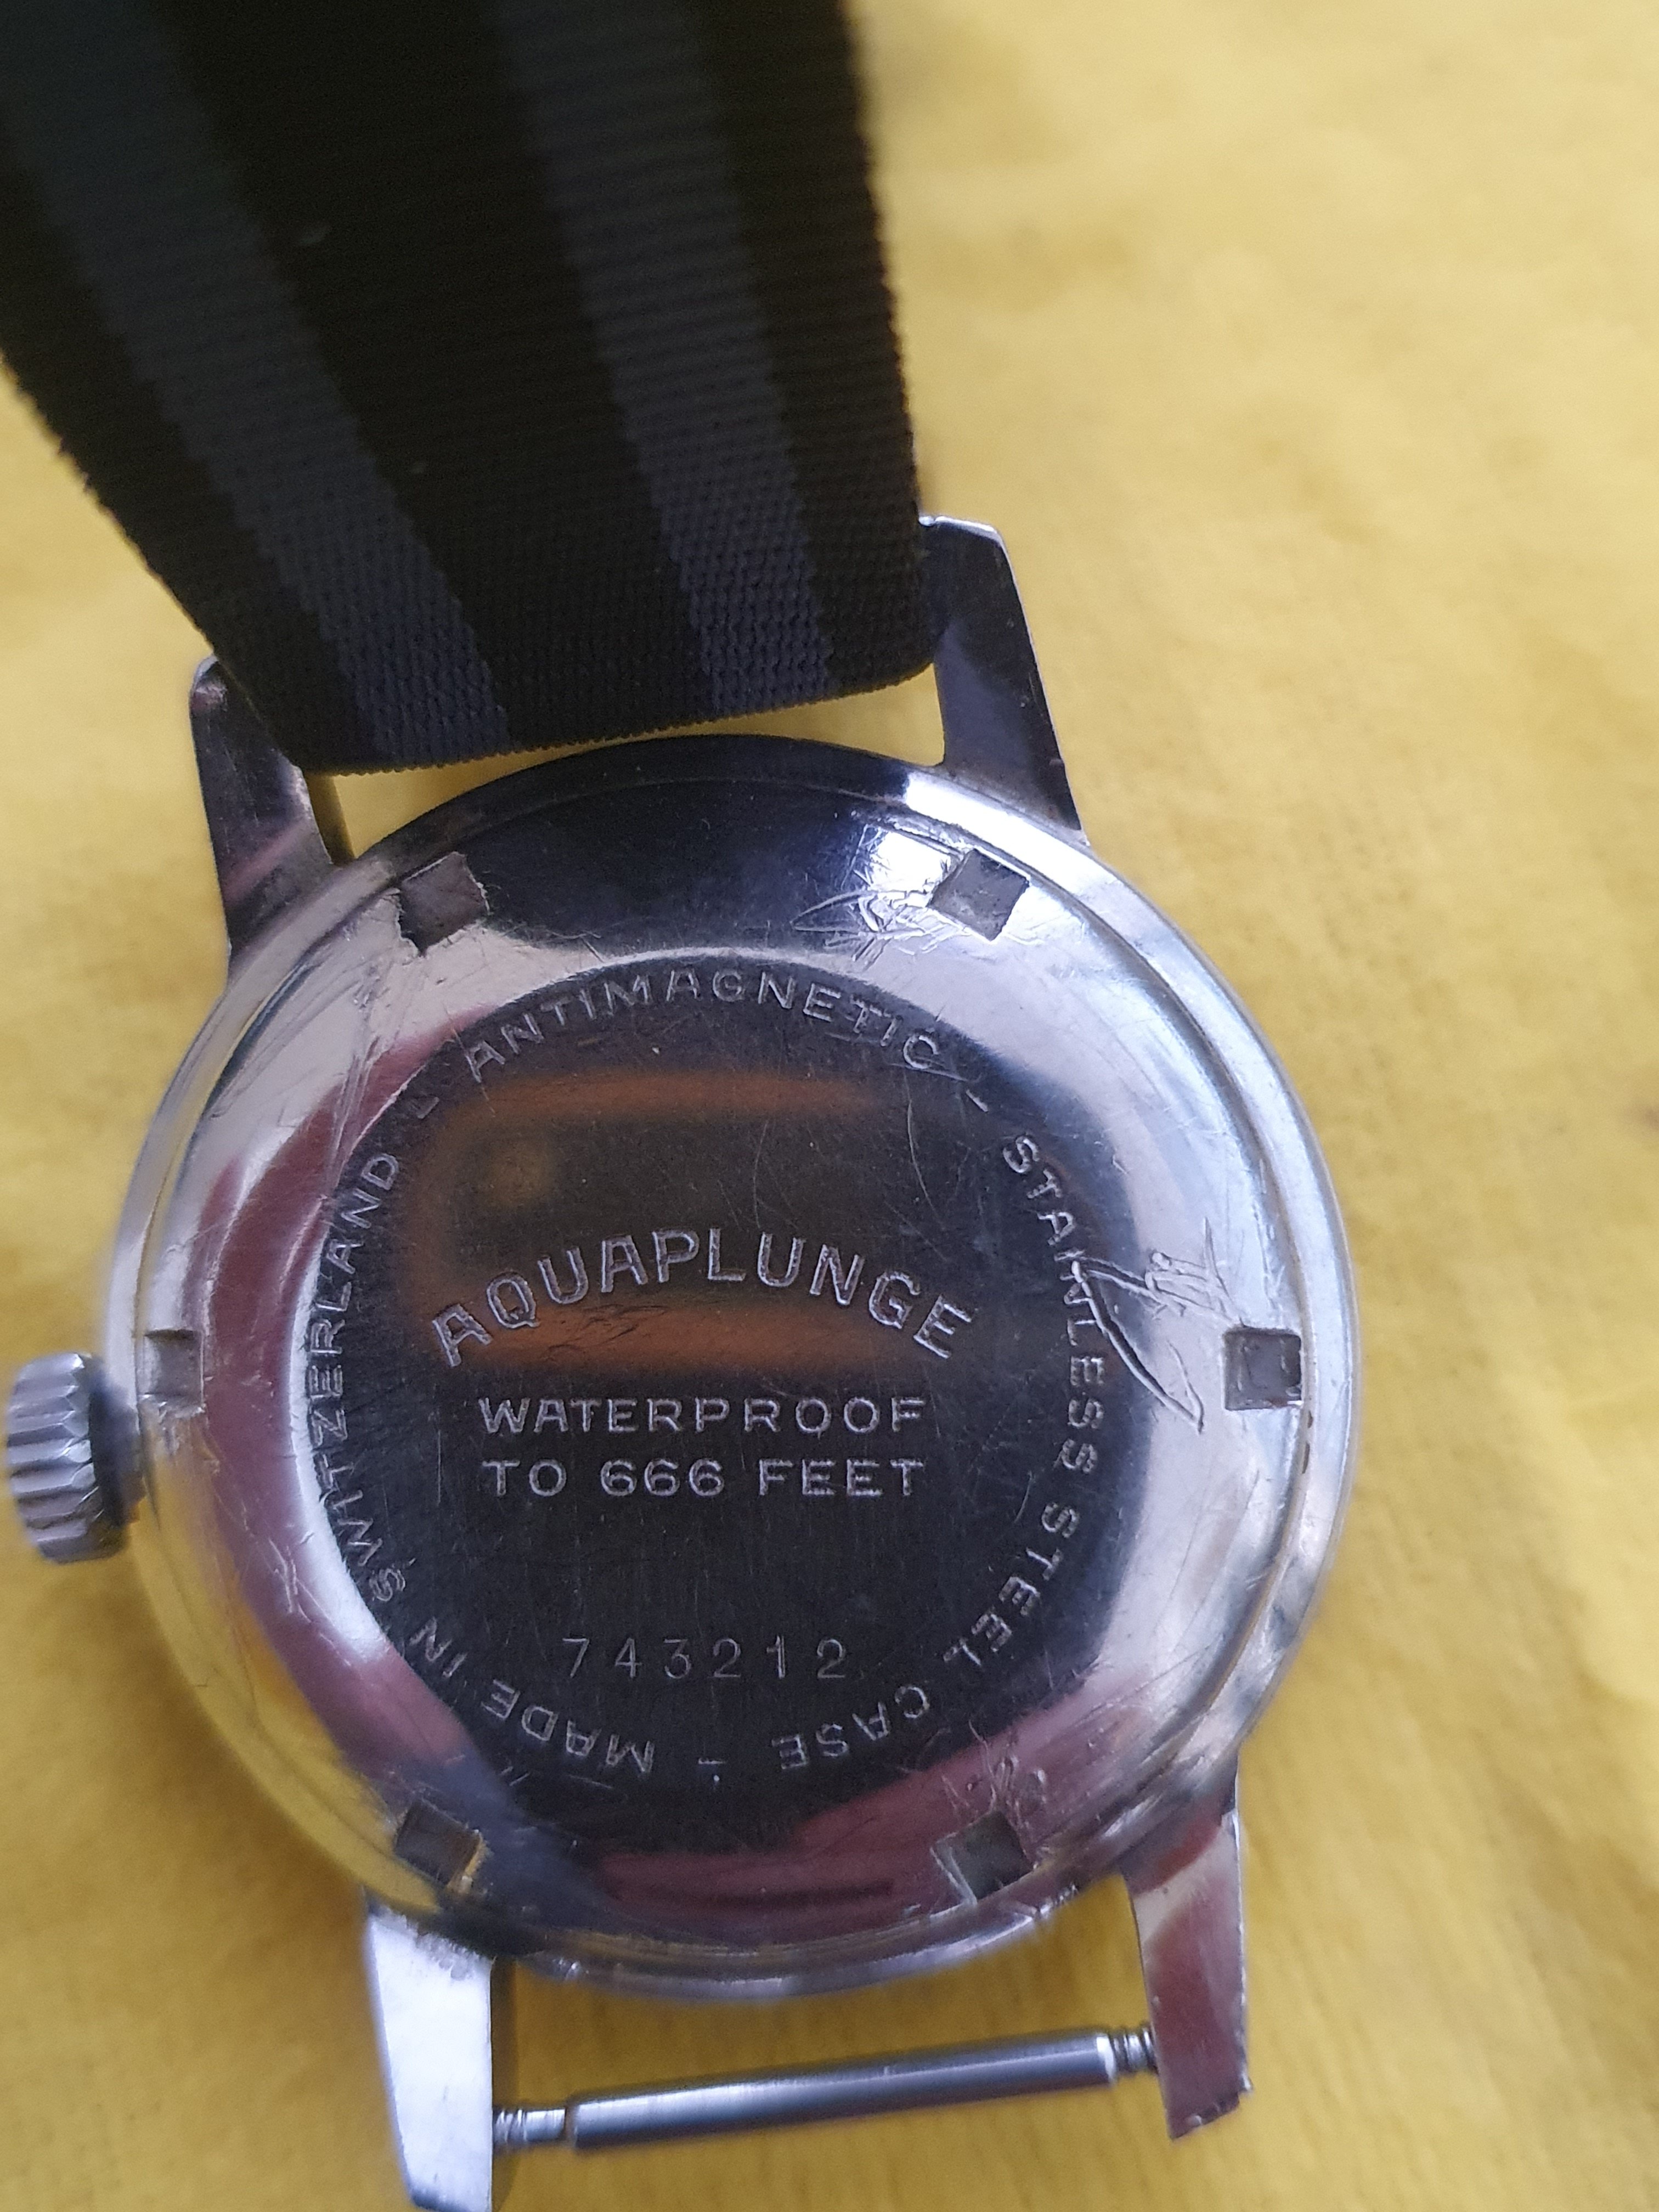 ANTIMAGNETIC - STAINLESS STEEL CASE - MADE IN SWITZERLAND -
AQUAPLUNGE
WATERPROOF
TO 666 FEET
743212